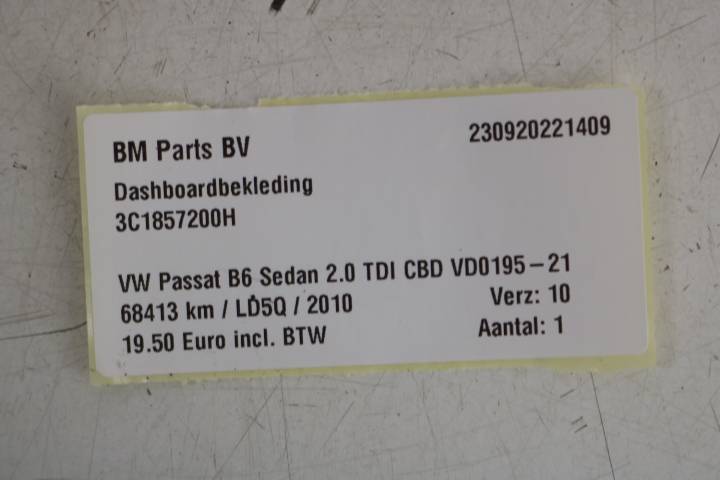 BM Parts BV 230920221409
Dashboardbekleding
3C1857200H
VW Passat B6 Sedan 2.0 TDI CBD VD0195-21
68413 km / LD5Q / 2010 Verz: 10
19.50 Euro incl. BTW Aantal: 1